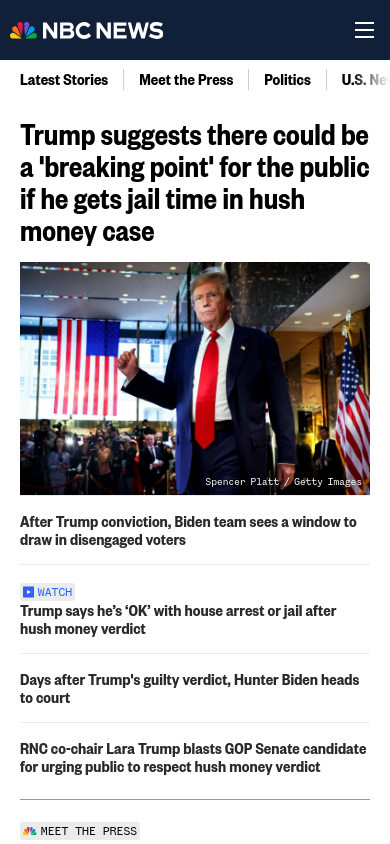 NBC NEWS
Latest Stories
Meet the Press
Politics
U.S. Ne
Trump suggests there could be
a 'breaking point' for the public
if he gets jail time in hush
money case
Spencer Platt / Getty Images
After Trump conviction, Biden team sees a window to
draw in disengaged voters
WATCH
Trump says he’s ‘OK’ with house arrest or jail after
hush money verdict
Days after Trump's guilty verdict, Hunter Biden heads
to court
RNC co-chair Lara Trump blasts GOP Senate candidate
for urging public to respect hush money verdict
MEET THE PRESS